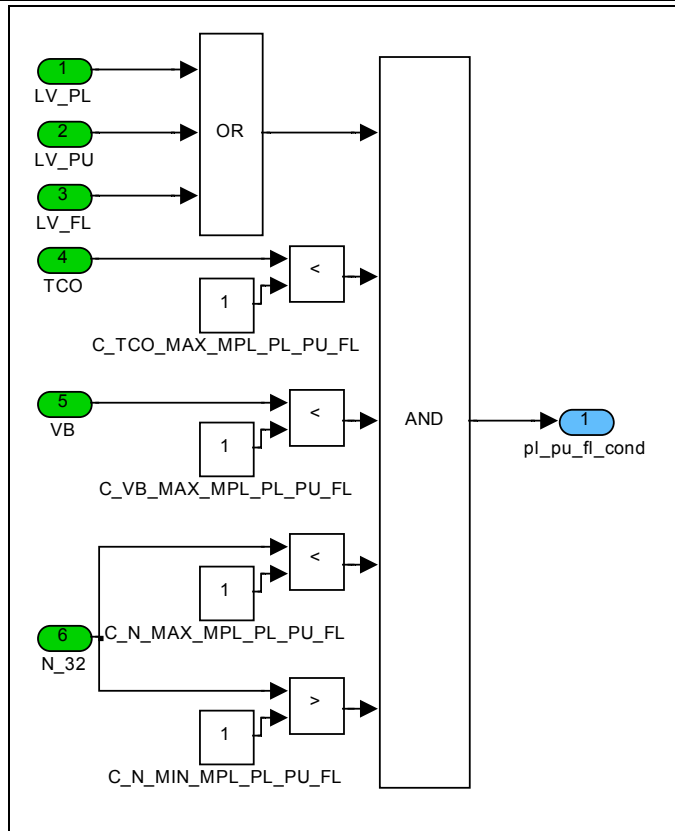 1
LV_PL
2
LV_PU
3
LV_FL
OR
4
TCO
<
1
C_TCO_MAX_MPL_PL_PU_FL
5
VB
<
1
C_VB_MAX_MPL_PL_PU_FL
AND
1
pl_pu_fl_cond
<
1
C_N_MAX_MPL_PL_PU_FL
6
N_32
>
1
C_N_MIN_MPL_PL_PU_FL